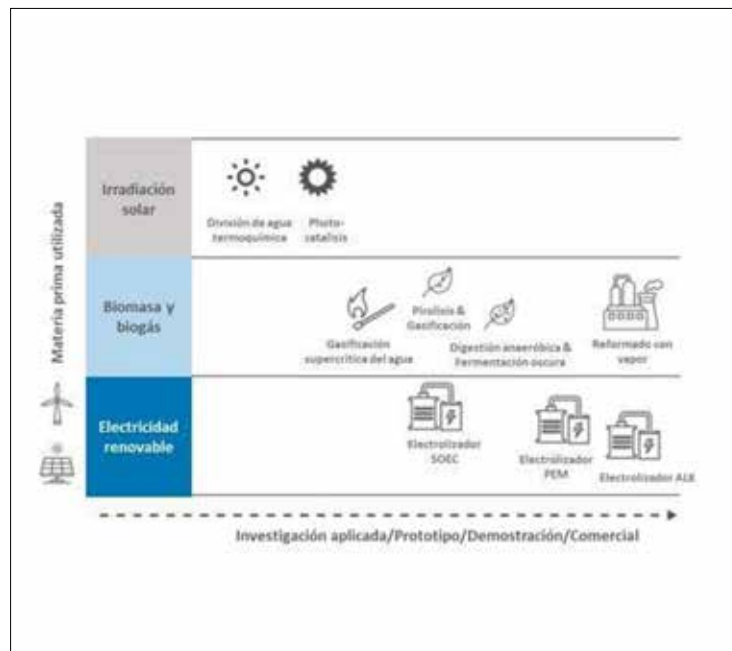 Materia prima utilizada
Irradiación
solar
División de agua
termoquímica
Photo-
catalisis
Biomasa y
biogás
Gasificación
supercrítica del agua
Pirolisis &
Gasificación
Digestión anaeróbica &
Fermentación oscura
Reformado con
vapor
Electricidad
renovable
Electrolizador
SOEC
Electrolizador
PEM
Electrolizador ALK
Investigación aplicada/Prototipo/Demostración/Comercial